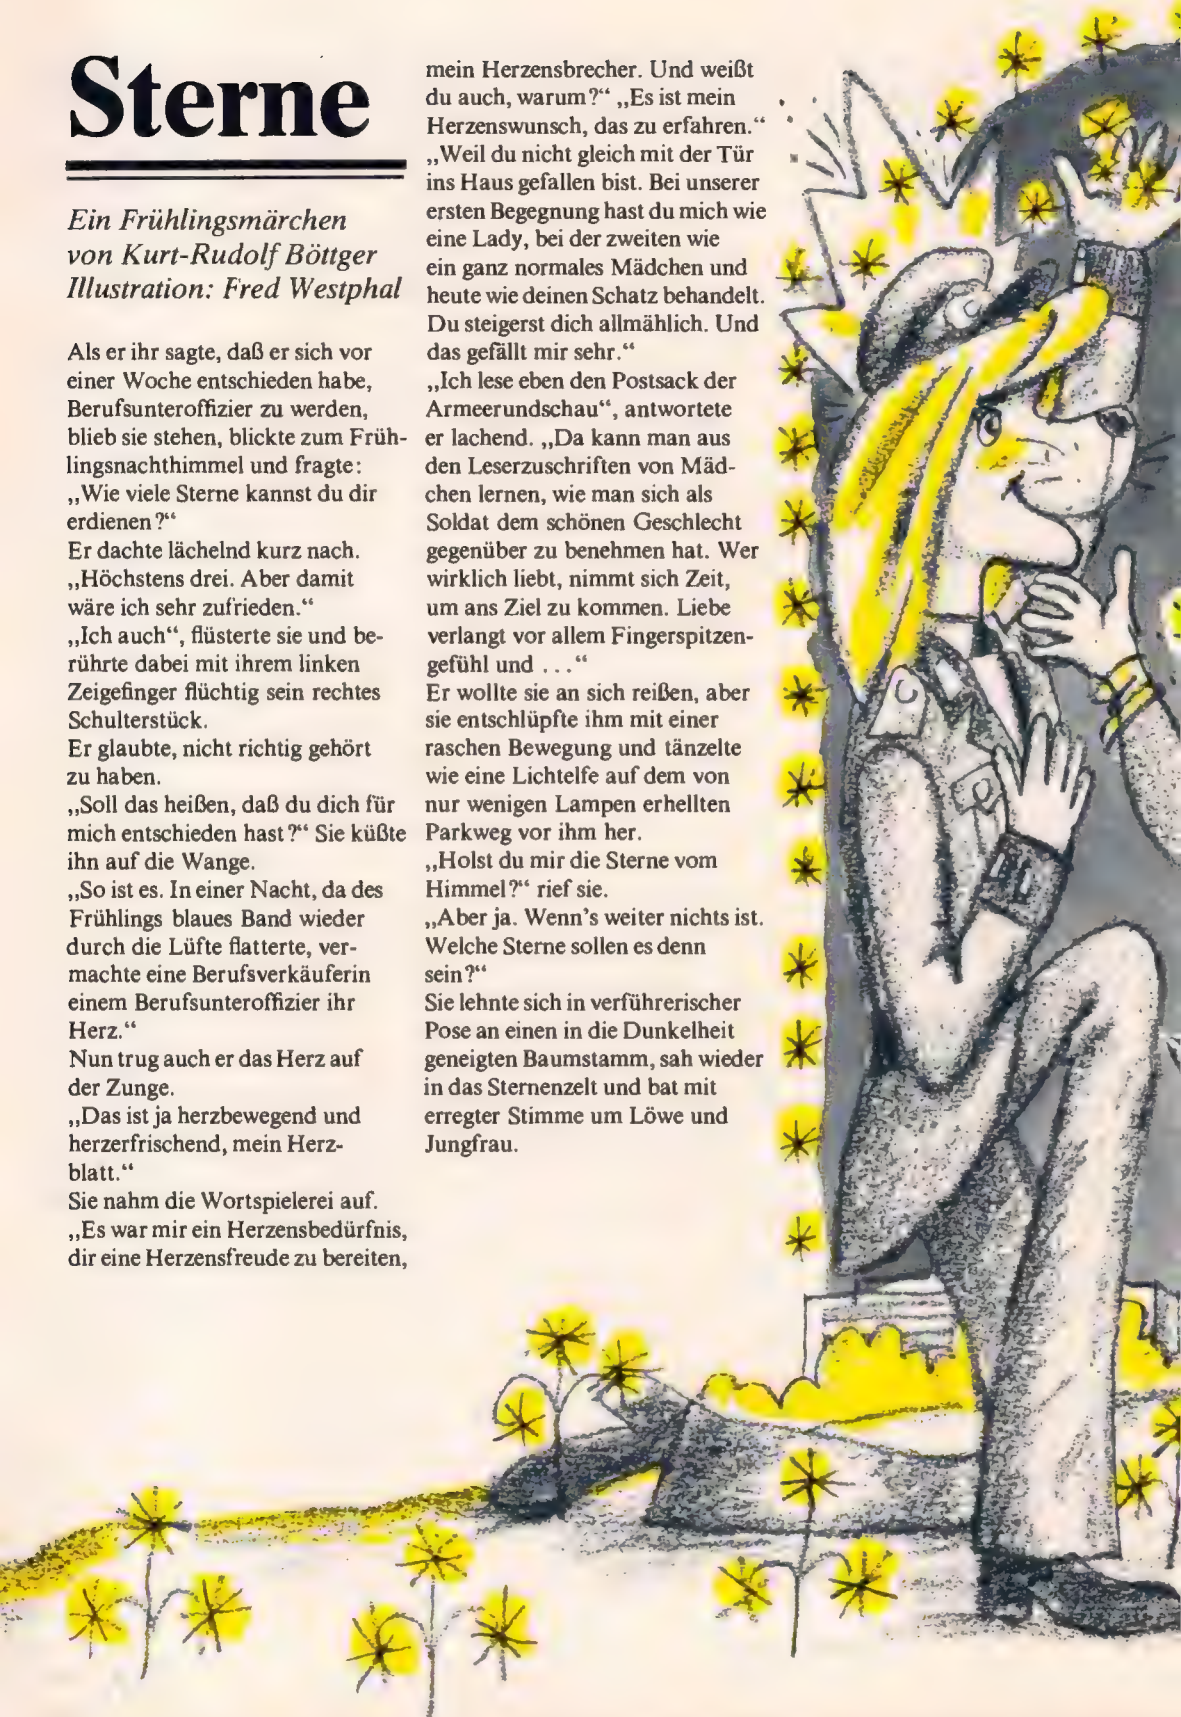 Sterne
Ein Frühlingsmärchen
von Kurt-Rudolf Böttger
Illustration: Fred Westphal
Als er ihr sagte, daß er sich vor
einer Woche entschieden habe,
Berufsunteroffizier zu werden,
blieb sie stehen, blickte zum Früh-
lingsnachthimmel und fragte:
„Wie viele Sterne kannst du dir
erdienen?“
Er dachte lächelnd kurz nach.
„Höchstens drei. Aber damit
wäre ich sehr zufrieden.“
„Ich auch“, flüsterte sie und be-
rührte dabei mit ihrem linken
Zeigefinger flüchtig sein rechtes
Schulterstück.
Er glaubte, nicht richtig gehört
zu haben.
„Soll das heißen, daß du dich für
mich entschieden hast?“ Sie küßte
ihn auf die Wange.
„So ist es. In einer Nacht, da des
Frühlings blaues Band wieder
durch die Lüfte flatterte, ver-
machte eine Berufsverkäuferin
einem Berufsunteroffizier ihr
Herz.“
Nun trug auch er das Herz auf
der Zunge.
„Das ist ja herzbewegend und
herzerfrischend, mein Herz-
blatt.“
Sie nahm die Wortspielerei auf.
„Es war mir ein Herzensbedürfnis,
dir eine Herzensfreude zu bereiten,
mein Herzensbrecher. Und weißt
du auch, warum?“ „Es ist mein
Herzenswunsch, das zu erfahren.“
„Weil du nicht gleich mit der Tür
ins Haus gefallen bist. Bei unserer
ersten Begegnung hast du mich wie
eine Lady, bei der zweiten wie
ein ganz normales Mädchen und
heute wie deinen Schatz behandelt.
Du steigerst dich allmählich. Und
das gefällt mir sehr.“
„Ich lese eben den Postsack der
Armeerundschau“, antwortete
er lachend. „Da kann man aus
den Leserzuschriften von Mäd-
chen lernen, wie man sich als
Soldat dem schönen Geschlecht
gegenüber zu benehmen hat. Wer
wirklich liebt, nimmt sich Zeit,
um ans Ziel zu kommen. Liebe
verlangt vor allem Fingerspitzen-
gefühl und ...“
Er wollte sie an sich reißen, aber
sie entschlüpfte ihm mit einer
raschen Bewegung und tänzelte
wie eine Lichtelfe auf dem von
nur wenigen Lampen erhellten
Parkweg vor ihm her.
„Holst du mir die Sterne vom
Himmel?“ rief sie.
„Aber ja. Wenn's weiter nichts ist.
Welche Sterne sollen es denn
sein?“
Sie lehnte sich in verführerischer
Pose an einen in die Dunkelheit
geneigten Baumstamm, sah wieder
in das Sternenzelt und bat mit
erregter Stimme um Löwe und
Jungfrau.